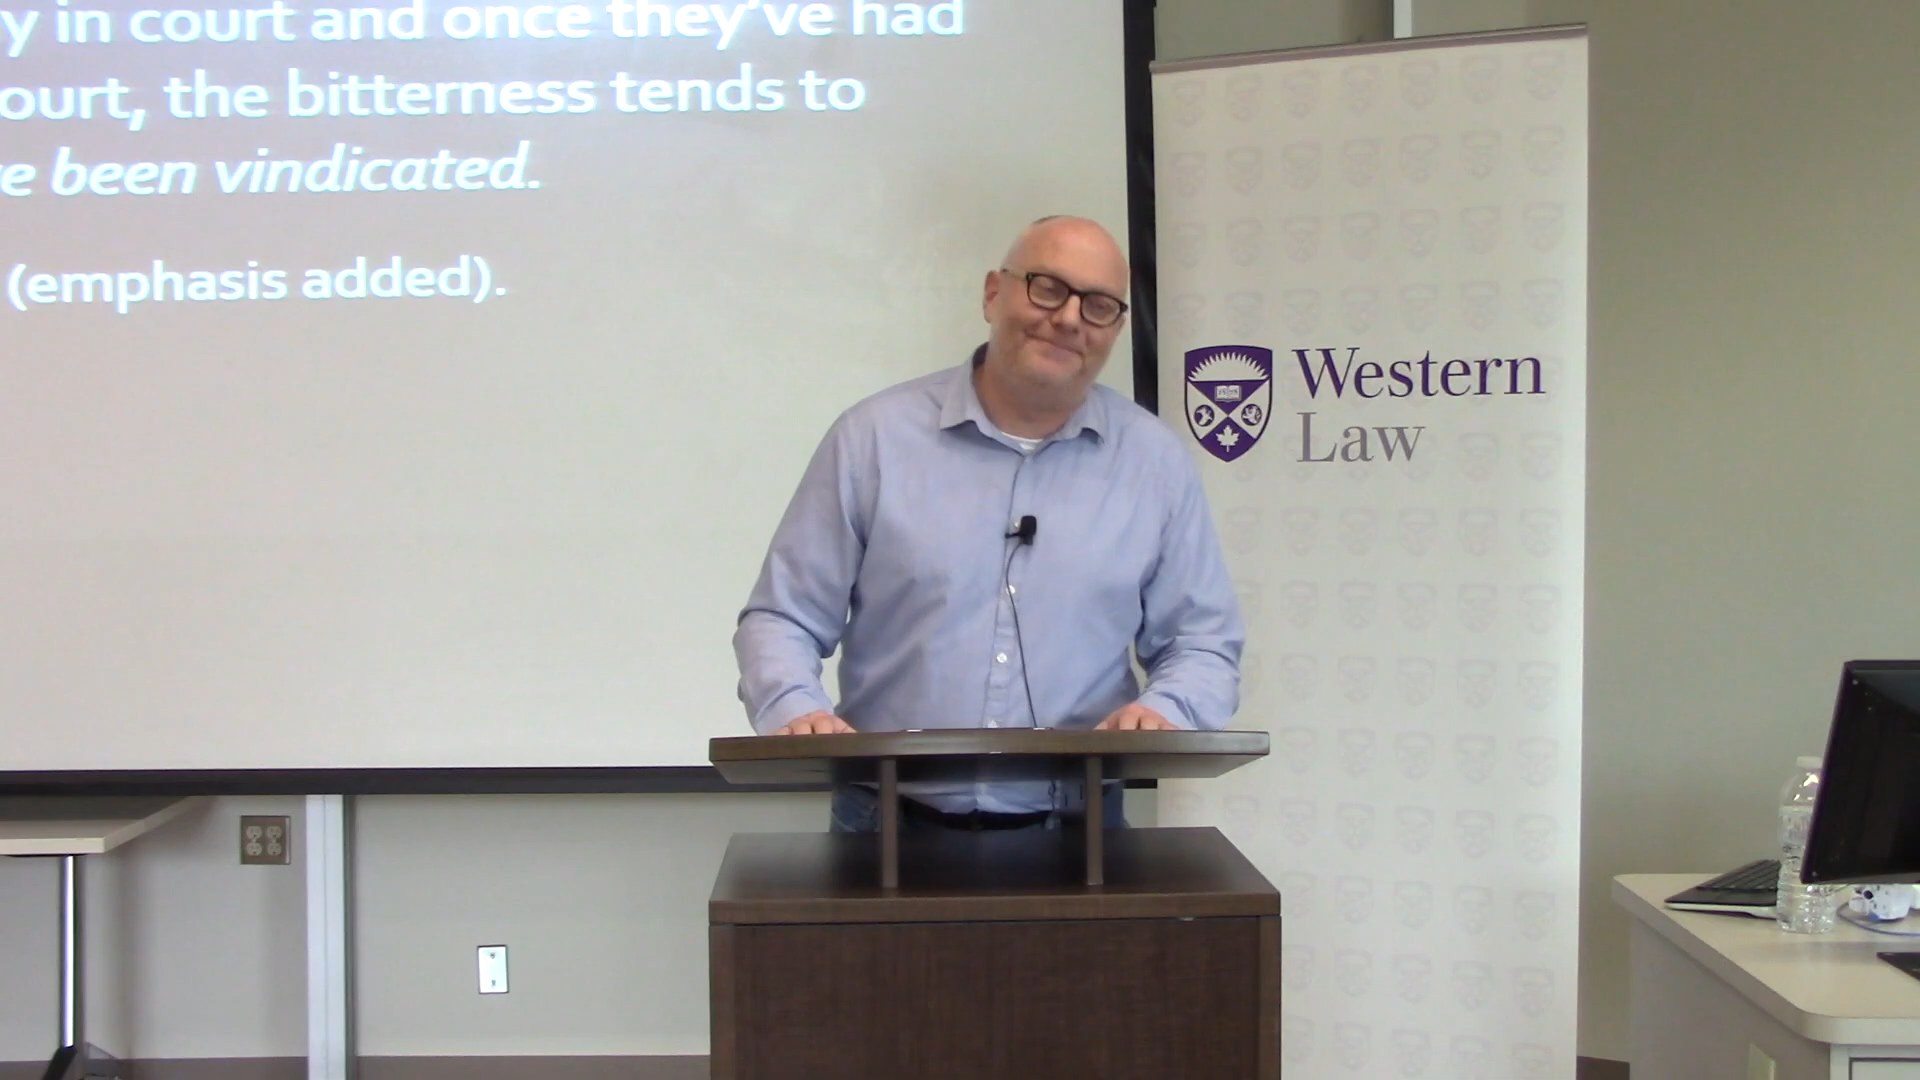 y in court and once they've had
ourt, the bitterness tends to
e been vindicated.
(emphasis added).
Western
Law